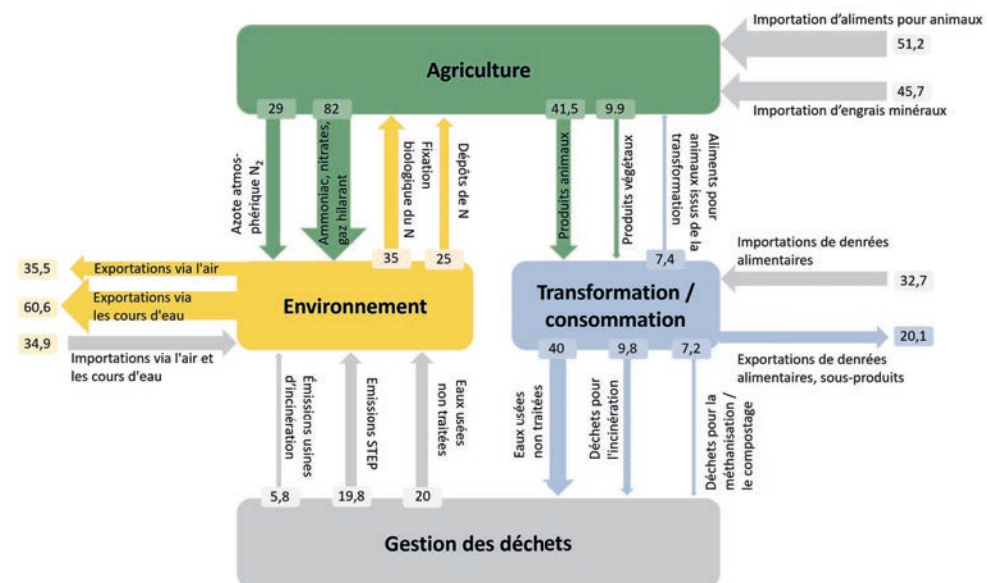 Importation d'aliments pour animaux
51,2
Agriculture
45,7
Importation d'engrais minéraux
29
82
41,5
9.9
Azote atmos-
phérique N₂
Ammoniac, nitrates,
gaz hilarant
Fixation
biologique du N
Dépôts de N
Produits animaux
Produits végétaux
Aliments pour
animaux issus de la
transformation
35
25
7,4
35,5
Exportations via l'air
60,6
Exportations via
les cours d'eau
34,9
Importations via l'air et
les cours d'eau
Environnement
Transformation /
consommation
Importations de denrées
alimentaires
32,7
20,1
Exportations de denrées
alimentaires, sous-produits
40
9,8
7,2
Émissions usines
d'incinération
Emissions STEP
Eaux usées
non traitées
Eaux usées
non traitées
Déchets pour
l'incinération
Déchets pour la
méthanisation /
le compostage
5,8
19,8
20
Gestion des déchets